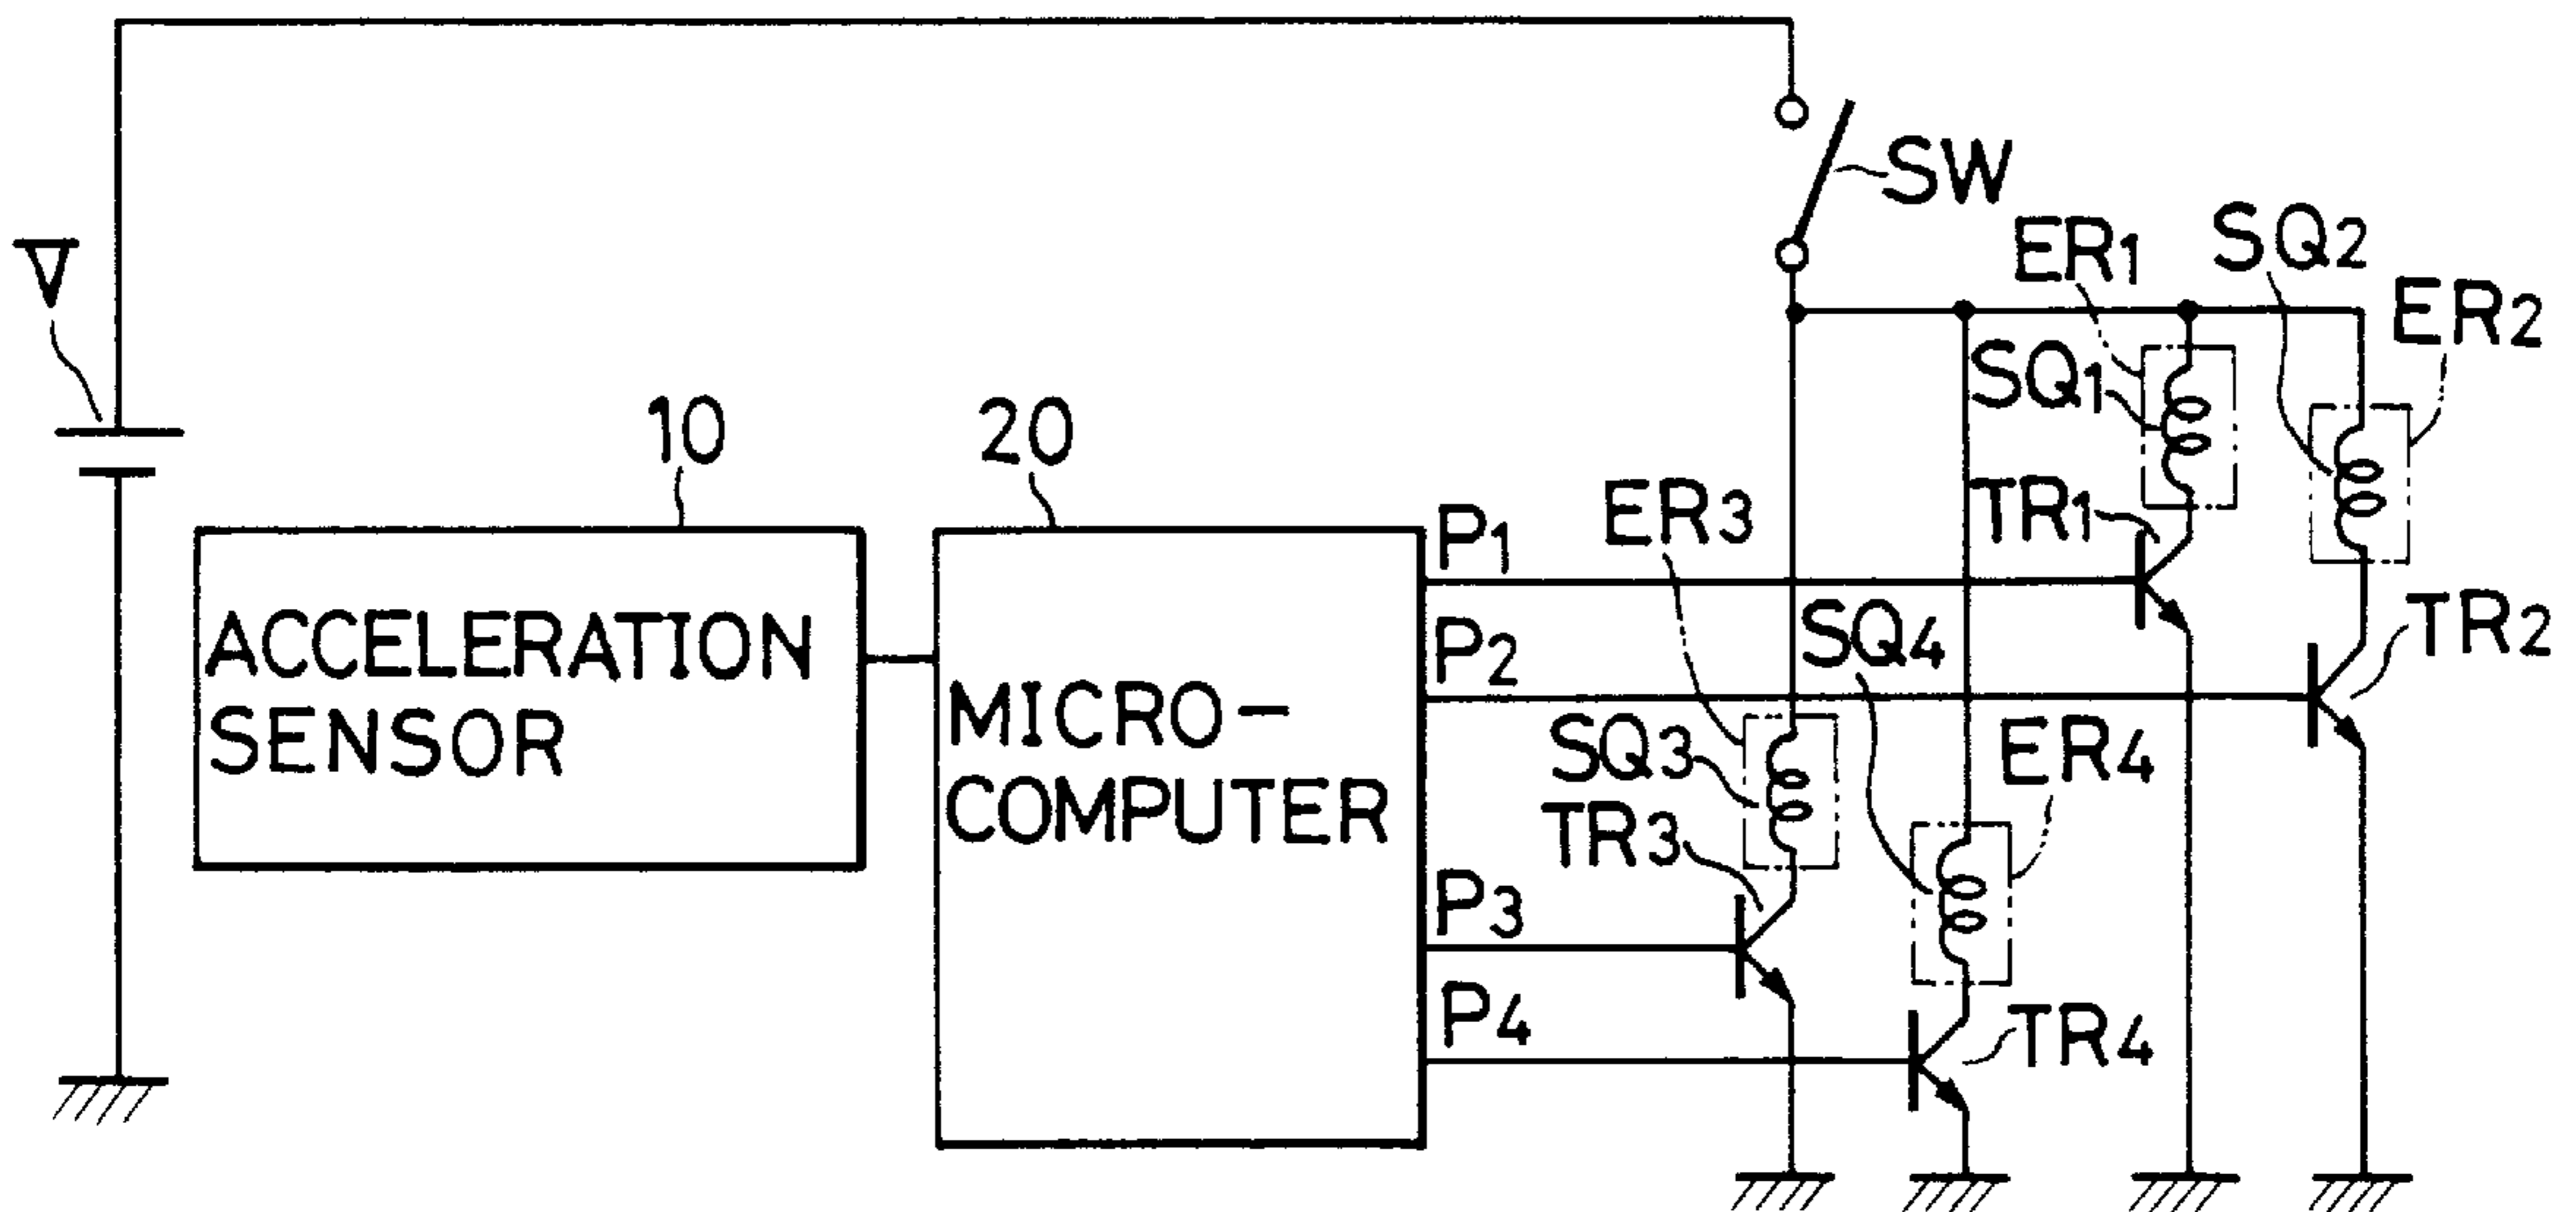 SW
ER1
SQ2
V
ER2
SQ1
10
20
ER3
TR1
P1
ACCELERATION
SENSOR
MICRO-
COMPUTER
P2
SQ4
TR2
SQ3
ER4
TR3
P3
P4
TR4